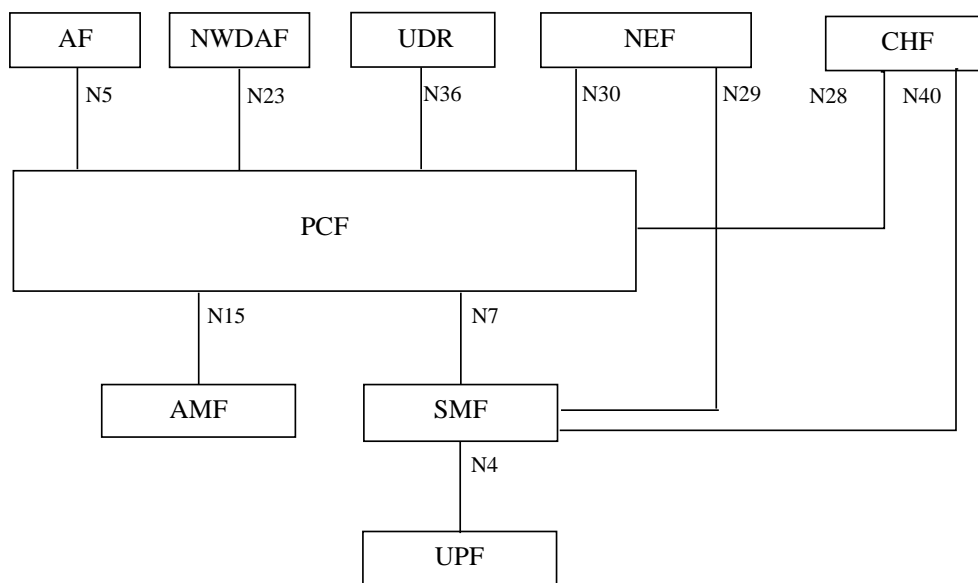 AF
NWDAF
UDR
NEF
CHF
N5
N23
N36
N30
N29
N28
N40
PCF
N15
N7
AMF
SMF
N4
UPF